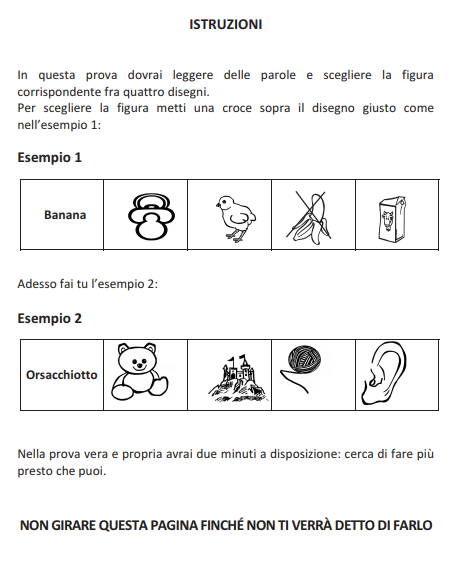 ISTRUZIONI
In questa prova dovrai leggere delle parole e scegliere la figura
corrispondente fra quattro disegni.
Per scegliere la figura metti una croce sopra il disegno giusto come
nell'esempio 1:
Esempio 1
Banana
Adesso fai tu l'esempio 2:
Esempio 2
Orsacchiotto
Nella prova vera e propria avrai due minuti a disposizione: cerca di fare più
presto che puoi.
NON GIRARE QUESTA PAGINA FINCHÉ NON TI VERRÀ DETTO DI FARLO